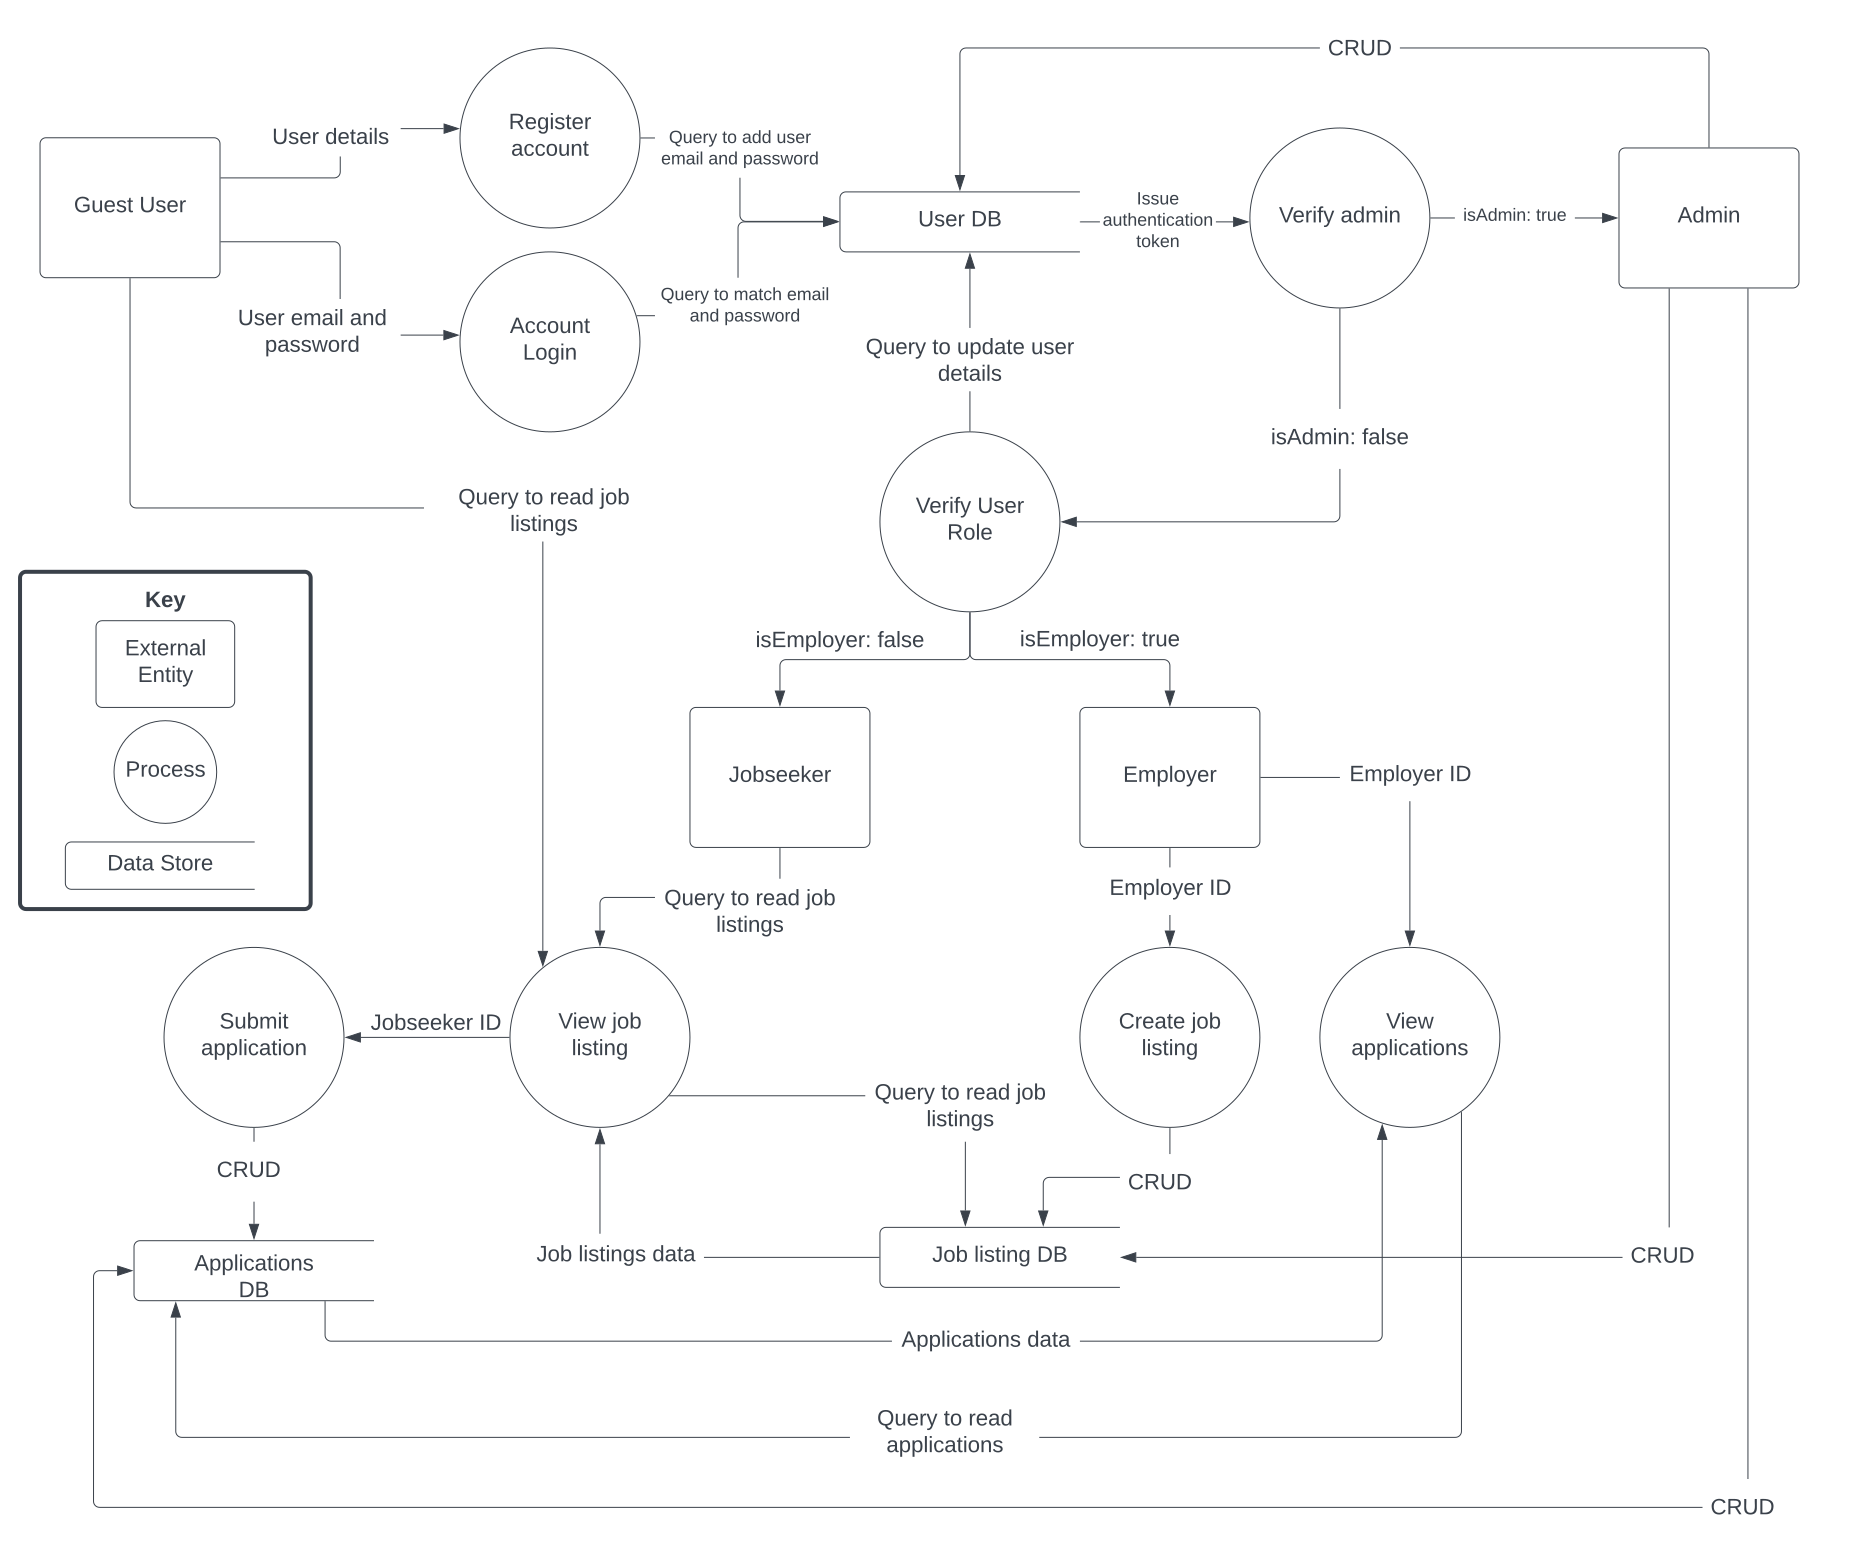 CRUD
User details
Register
account
Query to add user
email and password
Guest User
User DB
Issue
authentication
token
Verify admin
isAdmin: true
Admin
User email and
password
Account
Login
Query to match email
and password
Query to update user
details
isAdmin: false
Query to read job
listings
Verify User
Role
Key
External
Entity
Process
Data Store
isEmployer: false
isEmployer: true
Jobseeker
Employer
Employer ID
Query to read job
listings
Employer ID
Submit
application
Jobseeker ID
View job
listing
Create job
listing
View
applications
Query to read job
listings
CRUD
CRUD
Applications
DB
Job listings data
Job listing DB
CRUD
Applications data
Query to read
applications
CRUD